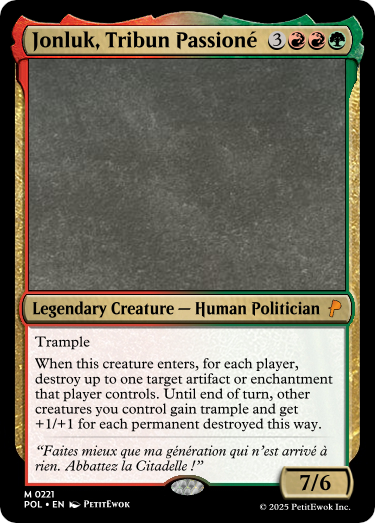 Jonluk, Tribun Passioné 3
Legendary Creature — Human Politician
Trample
When this creature enters, for each player,
destroy up to one target artifact or enchantment
that player controls. Until end of turn, other
creatures you control gain trample and get
+1/+1 for each permanent destroyed this way.
“Faites mieux que ma génération qui n’est arrivé à
rien. Abbattez la Citadelle !”
7/6
M 0221
POL • EN PetitEwok
© 2025 PetitEwok Inc.